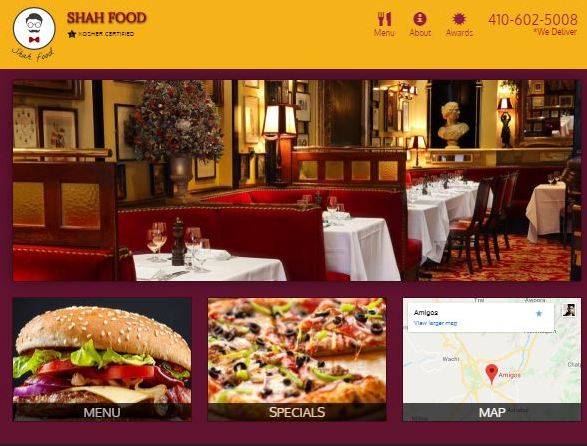 SHAH FOOD
KOSHER CERTIFIED
Shah Food
Menu
About
Awards
410-602-5008
*We Deliver
MENU
SPECIALS
Amigos
View larger map
Wachi
Amigos
MAP